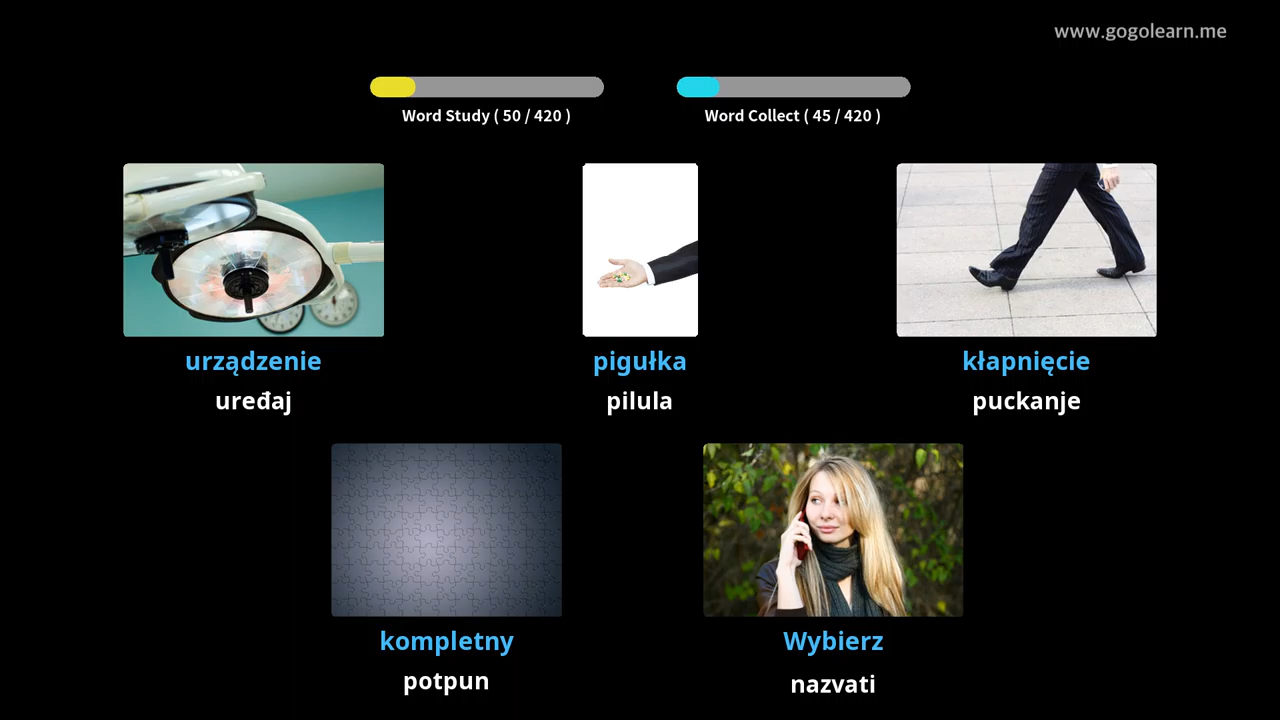 www.gogolearn.me
Word Study ( 50 / 420 )
Word Collect ( 45 / 420 )
urządzenie
uređaj
pigułka
pilula
kłapnięcie
puckanje
kompletny
potpun
Wybierz
nazvati